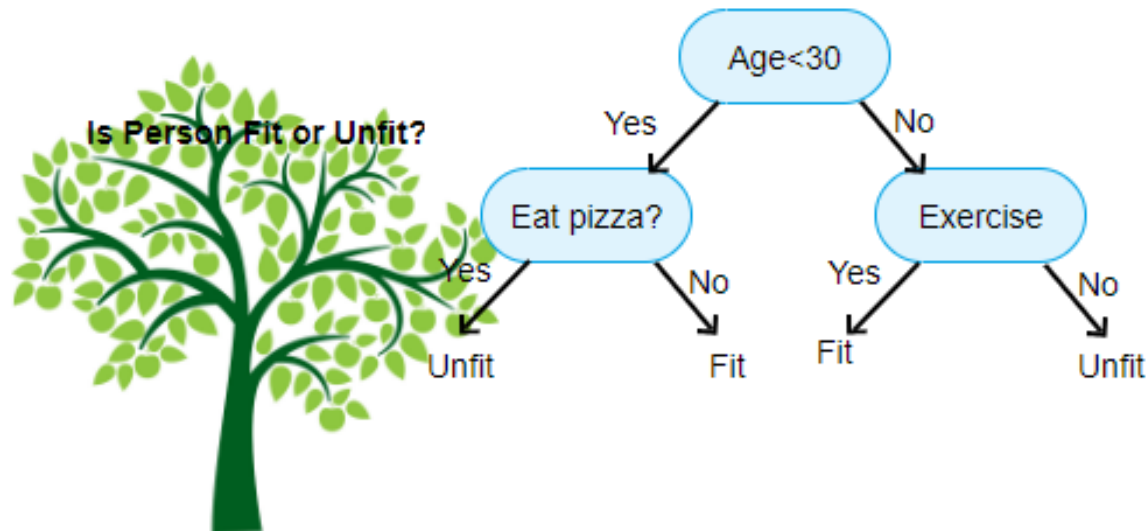 Age<30
Is Person Fit or Unfit?
Yes
No
Eat pizza?
Exercise
Yes
No
Yes
No
Unfit
Fit
Fit
Unfit